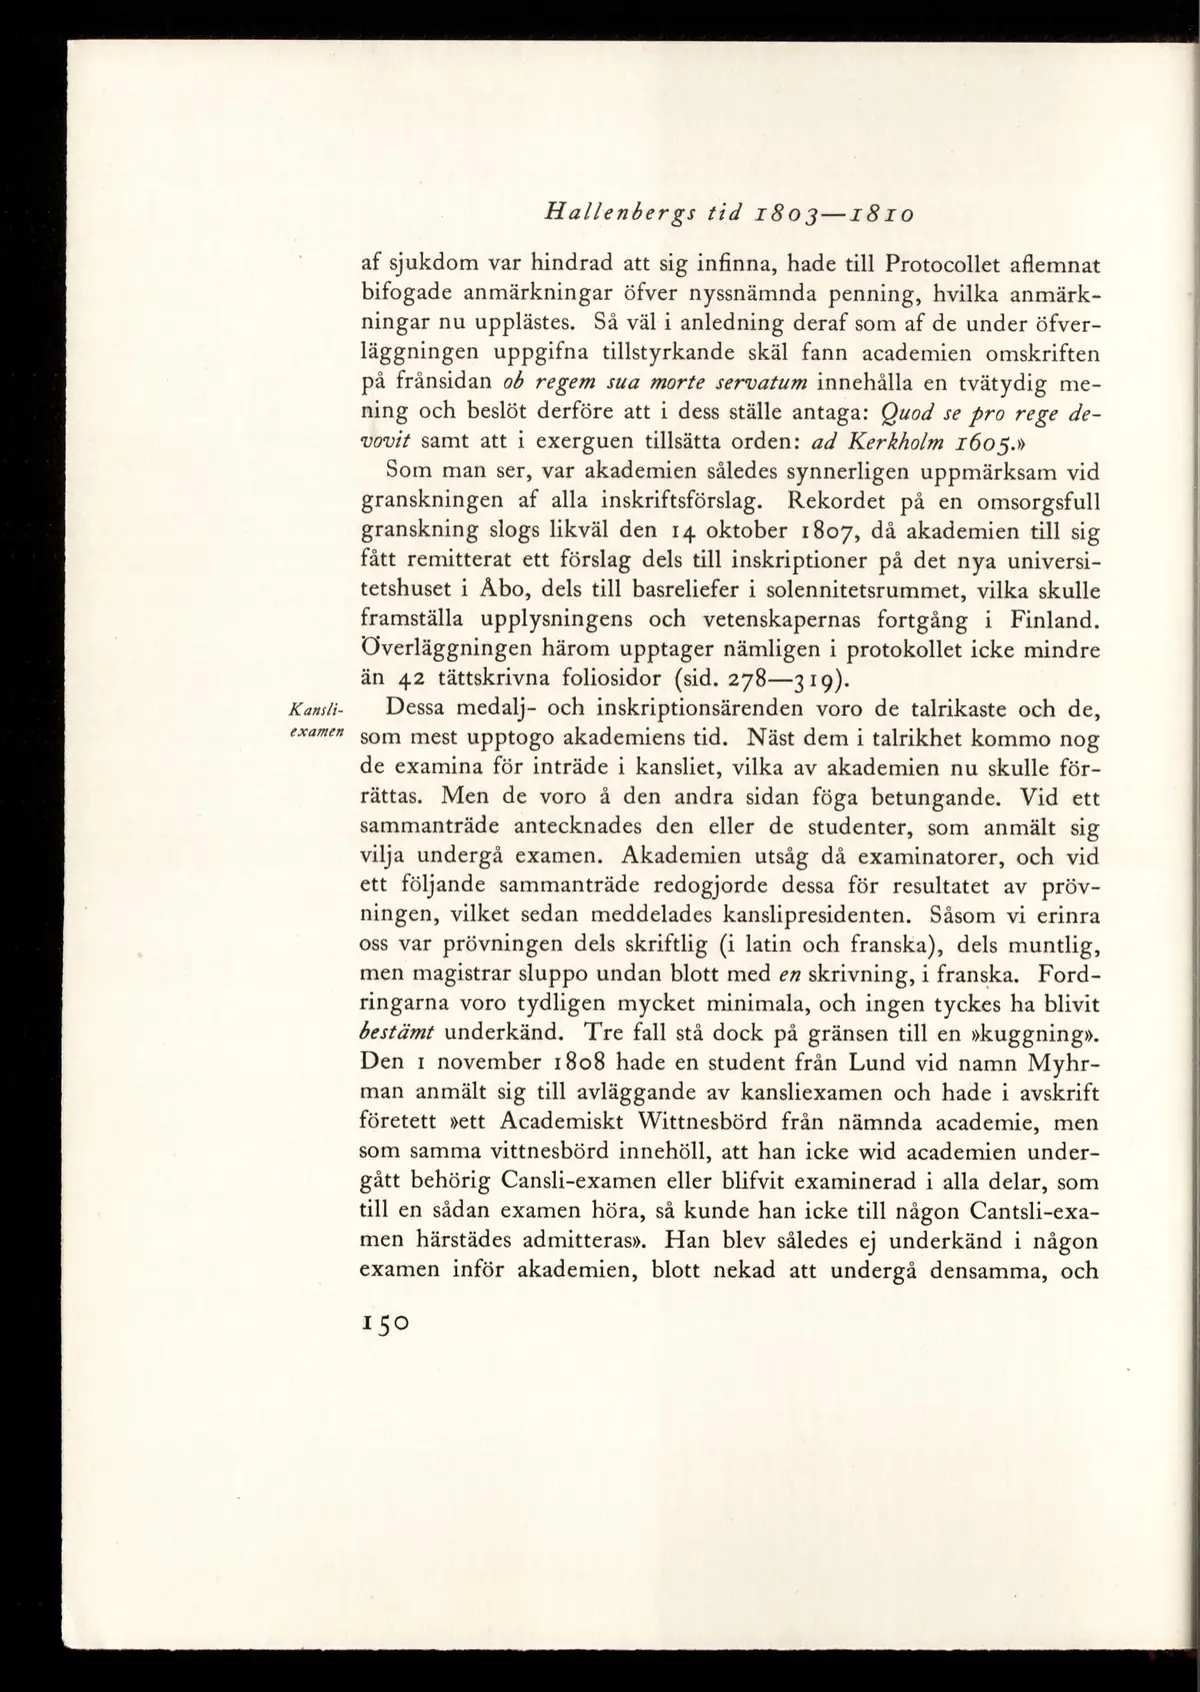 Hallenbergs tid 1803—1810
af sjukdom var hindrad att sig infinna, hade till Protocollet aflemnat
bifogade anmärkningar öfver nyssnämnda penning, hvilka anmärk-
ningar nu upplästes. Så väl i anledning deraf som af de under öfver-
läggningen uppgifna tillstyrkande skäl fann academien omskriften
på frånsidan ob regem sua morte servatum innehålla en tvätydig me-
ning och beslöt derföre att i dess ställe antaga: Quod se pro rege de-
vovit samt att i exerguen tillsätta orden: ad Kerkholm 1605.»
Som man ser, var akademien således synnerligen uppmärksam vid
granskningen af alla inskriftsförslag. Rekordet på en omsorgsfull
granskning slogs likväl den 14 oktober 1807, då akademien till sig
fått remitterat ett förslag dels till inskriptioner på det nya universi-
tetshuset i Åbo, dels till basreliefer i solennitetsrummet, vilka skulle
framställa upplysningens och vetenskapernas fortgång i Finland.
Överläggningen härom upptager nämligen i protokollet icke mindre
än 42 tättskrivna foliosidor (sid. 278—319).
Kansli-
examen
Dessa medalj- och inskriptionsärenden voro de talrikaste och de,
som mest upptogo akademiens tid. Näst dem i talrikhet kommo nog
de examina för inträde i kansliet, vilka av akademien nu skulle för-
rättas. Men de voro å den andra sidan föga betungande. Vid ett
sammanträde antecknades den eller de studenter, som anmält sig
vilja undergå examen. Akademien utsåg då examinatorer, och vid
ett följande sammanträde redogjorde dessa för resultatet av pröv-
ningen, vilket sedan meddelades kanslipresidenten. Såsom vi erinra
oss var prövningen dels skriftlig (i latin och franska), dels muntlig,
men magistrar sluppo undan blott med en skrivning, i franska. Ford-
ringarna voro tydligen mycket minimala, och ingen tyckes ha blivit
bestämt underkänd. Tre fall stå dock på gränsen till en »kuggning».
Den 1 november 1808 hade en student från Lund vid namn Myhr-
man anmält sig till avläggande av kansliexamen och hade i avskrift
företett »ett Academiskt Wittnesbörd från nämnda academie, men
som samma vittnesbörd innehöll, att han icke wid academien under-
gått behörig Cansli-examen eller blifvit examinerad i alla delar, som
till en sådan examen höra, så kunde han icke till någon Cantsli-exa-
men härstädes admitteras». Han blev således ej underkänd i någon
examen inför akademien, blott nekad att undergå densamma, och
150